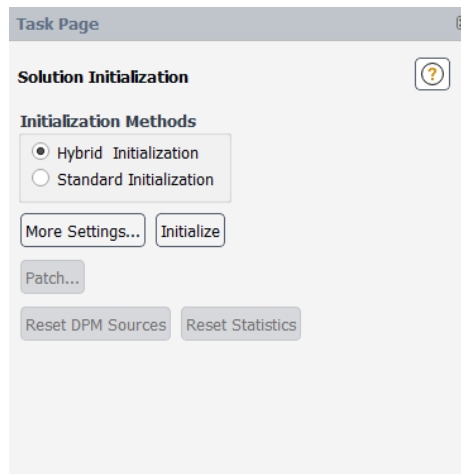 Task Page
Solution Initialization
?
Initialization Methods
Hybrid Initialization
Standard Initialization
More Settings... Initialize
Patch...
Reset DPM Sources Reset Statistics